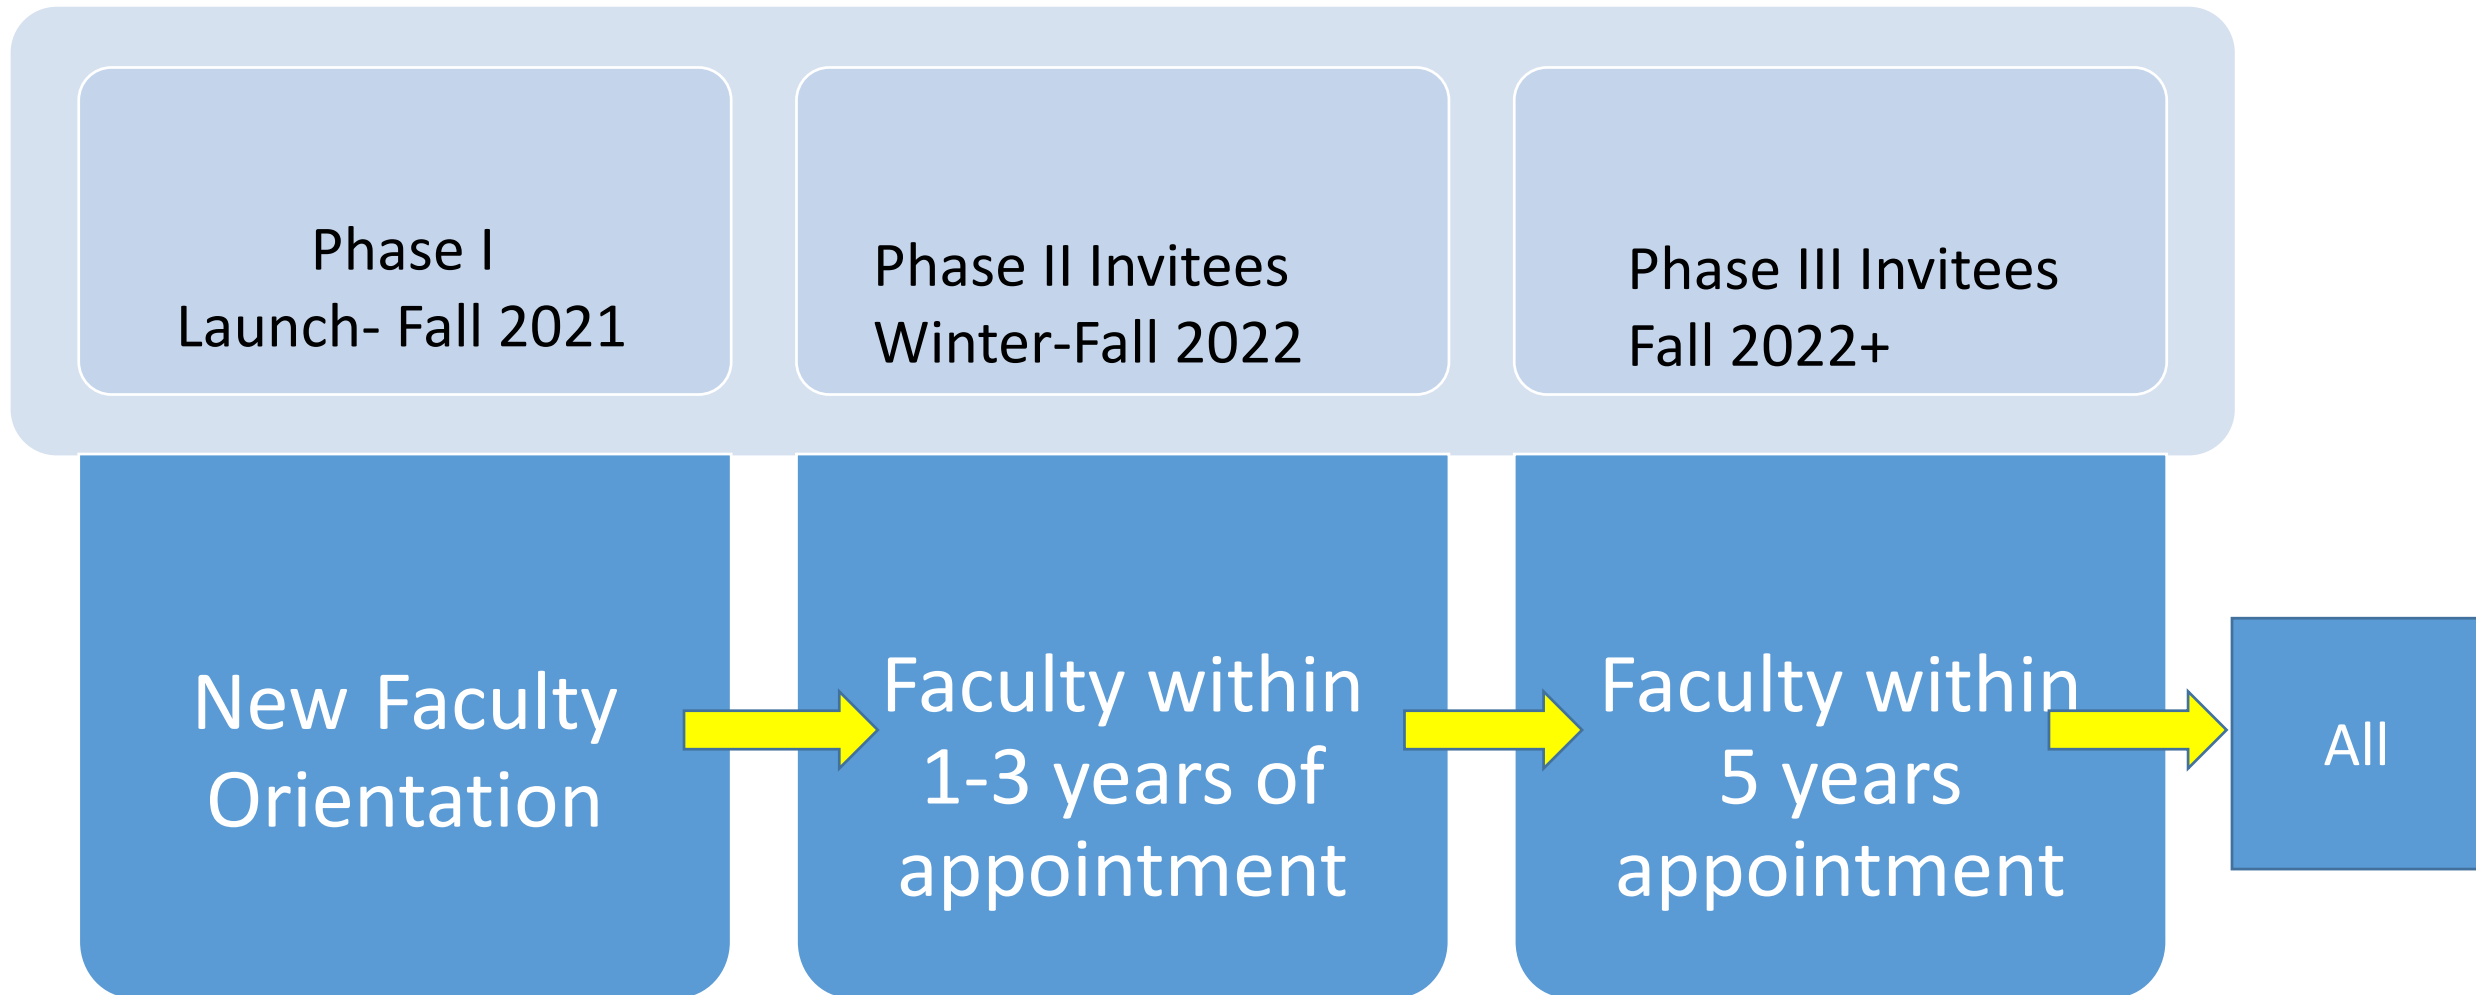 Phase I
Launch- Fall 2021
Phase II Invitees
Winter-Fall 2022
Phase III Invitees
Fall 2022+
New Faculty
Orientation
Faculty within
1-3 years of
appointment
Faculty within
5 years
appointment
All